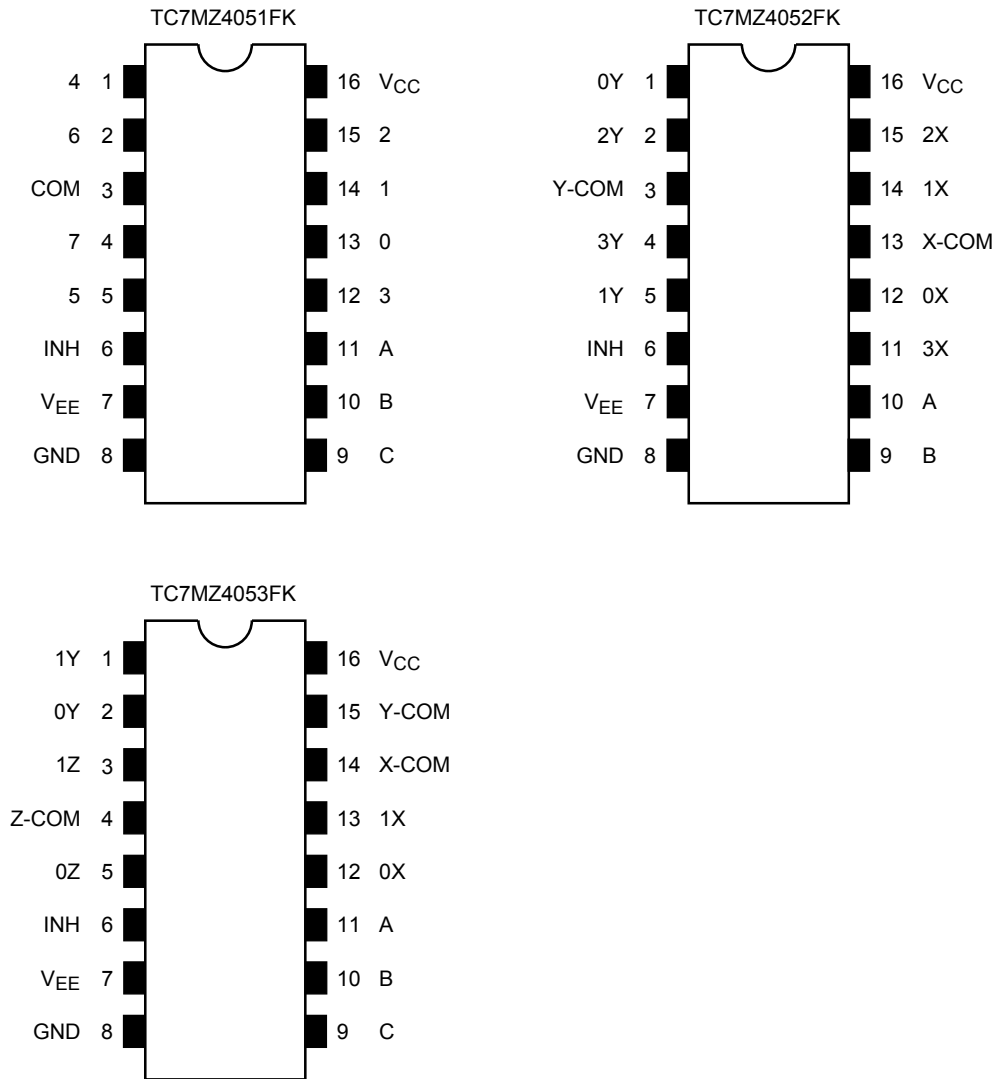 TC7MZ4051FK
4 1 16 VCC
6 2 15 2
COM 3 14 1
7 4 13 0
5 5 12 3
INH 6 11 A
VEE 7 10 B
GND 8 9 C
TC7MZ4052FK
0Y 1 16 VCC
2Y 2 15 2X
Y-COM 3 14 1X
3Y 4 13 X-COM
1Y 5 12 0X
INH 6 11 3X
VEE 7 10 A
GND 8 9 B
TC7MZ4053FK
1Y 1 16 VCC
0Y 2 15 Y-COM
1Z 3 14 X-COM
Z-COM 4 13 1X
0Z 5 12 0X
INH 6 11 A
VEE 7 10 B
GND 8 9 C